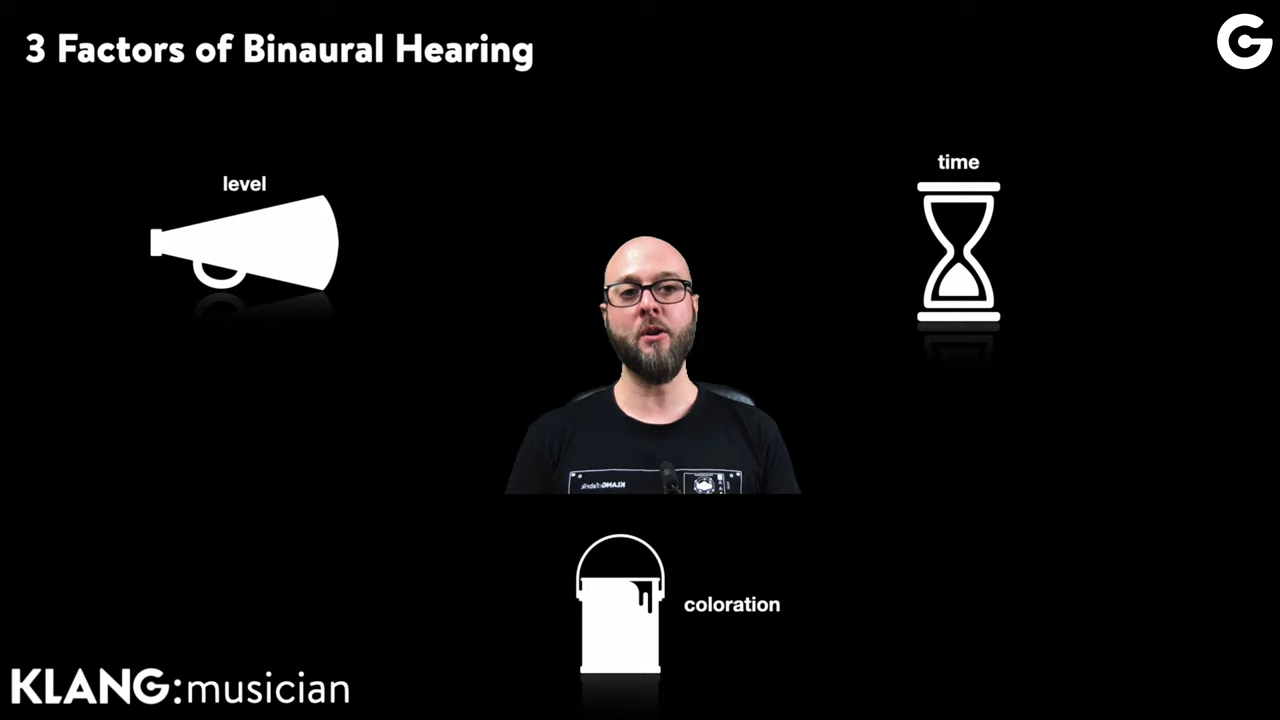 3 Factors of Binaural Hearing
level
time
coloration
KLANG:musician